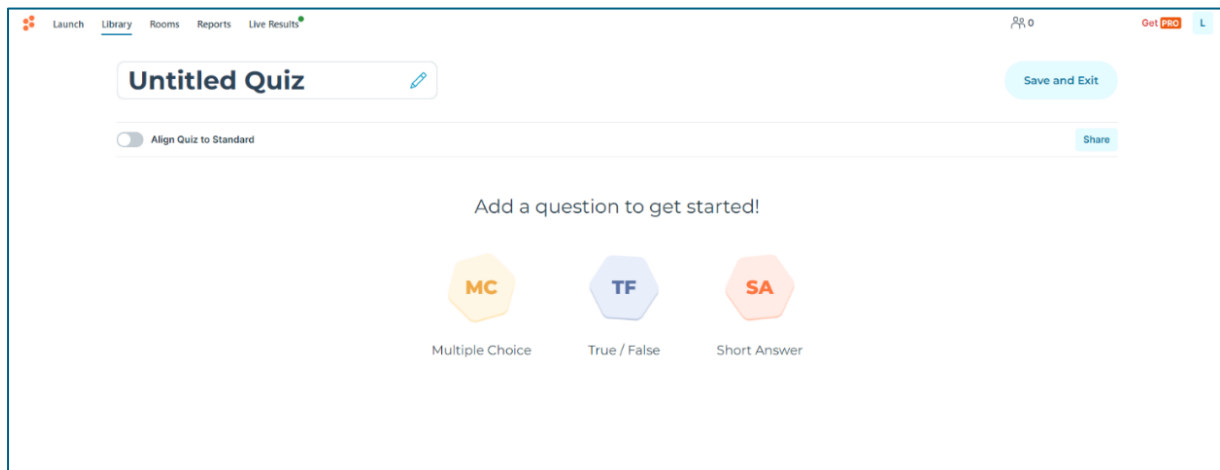 Launch Library Rooms Reports Live Results 0 Get PRO L
Untitled Quiz
Save and Exit
Align Quiz to Standard
Share
Add a question to get started!
MC TF SA
Multiple Choice True / False Short Answer